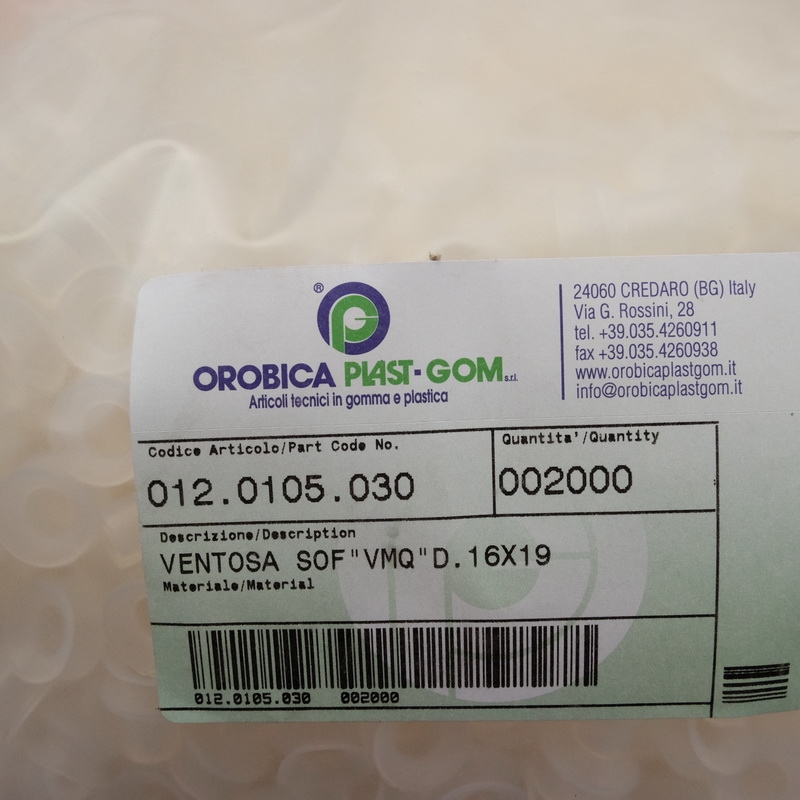 ®
OROBICA PLAST-GOM s.r.l.
Articoli tecnici in gomma e plastica
24060 CREDARO (BG) Italy
Via G. Rossini, 28
tel. +39.035.4260911
fax +39.035.4260938
www.orobicaplastgom.it
info@orobicaplastgom.it
Codice Articolo/Part Code No.
Quantita'/Quantity
012.0105.030
002000
Descrizione/Description
VENTOSA SOF"VMQ"D.16X19
Materiale/Material
012.0105.030 002000